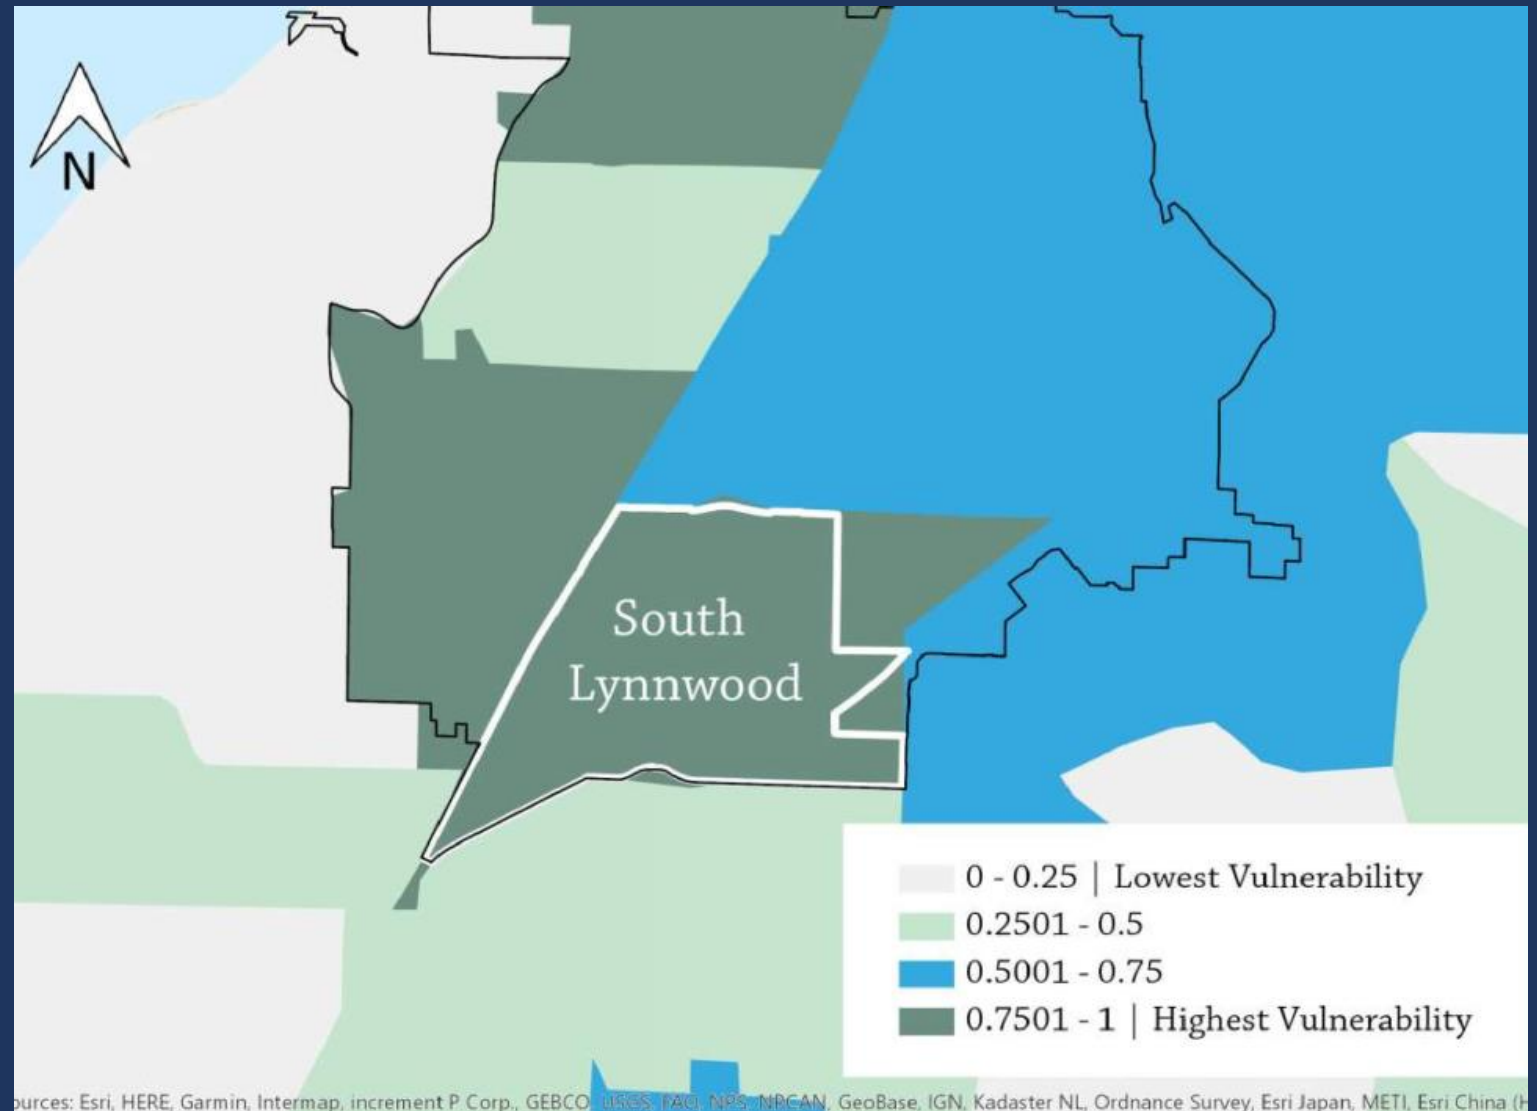 N
South
Lynnwood
0 - 0.25 | Lowest Vulnerability
0.2501 - 0.5
0.5001 - 0.75
0.7501 - 1 | Highest Vulnerability
ources: Esri, HERE, Garmin, Intermap, increment P Corp., GEBCO, USGS, FAO, NPS, NRCAN, GeoBase, IGN, Kadaster NL, Ordnance Survey, Esri Japan, METI, Esri China (H